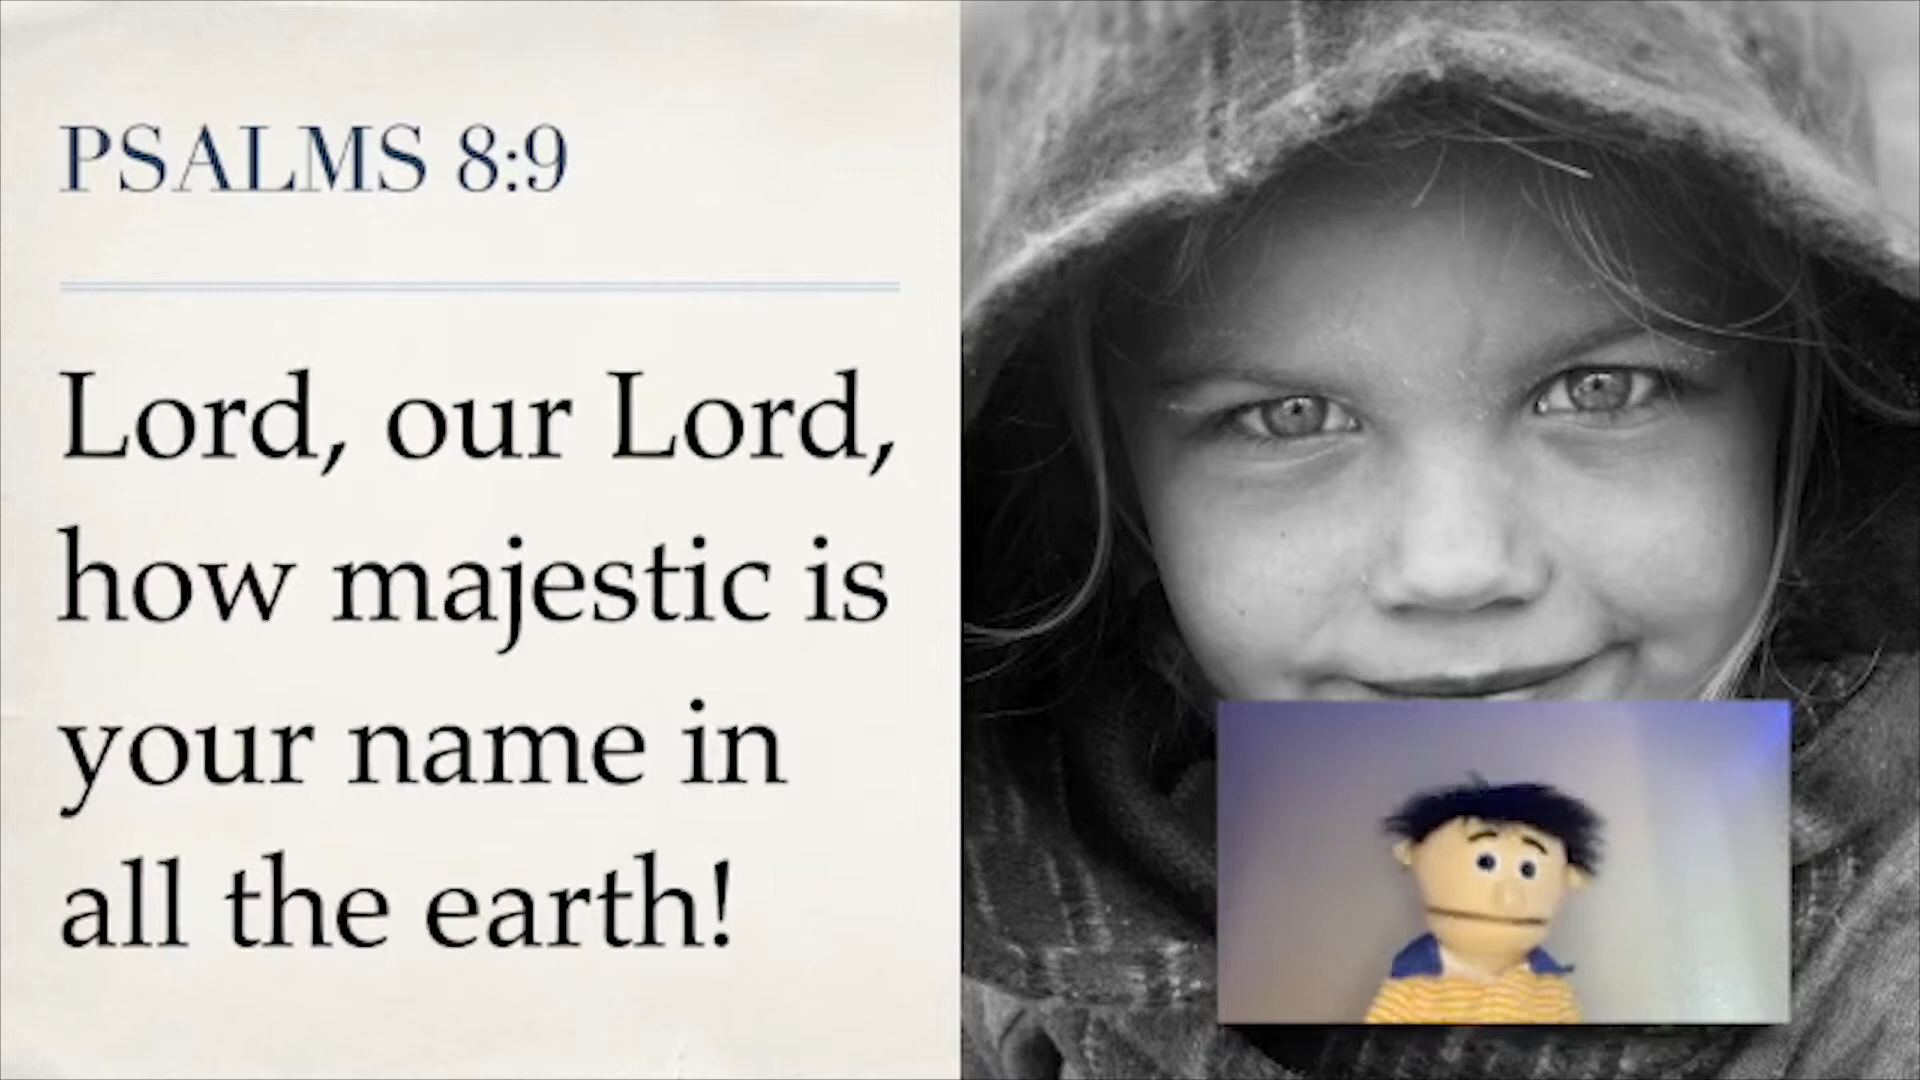 PSALMS 8:9
Lord, our Lord,
how majestic is
your name in
all the earth!